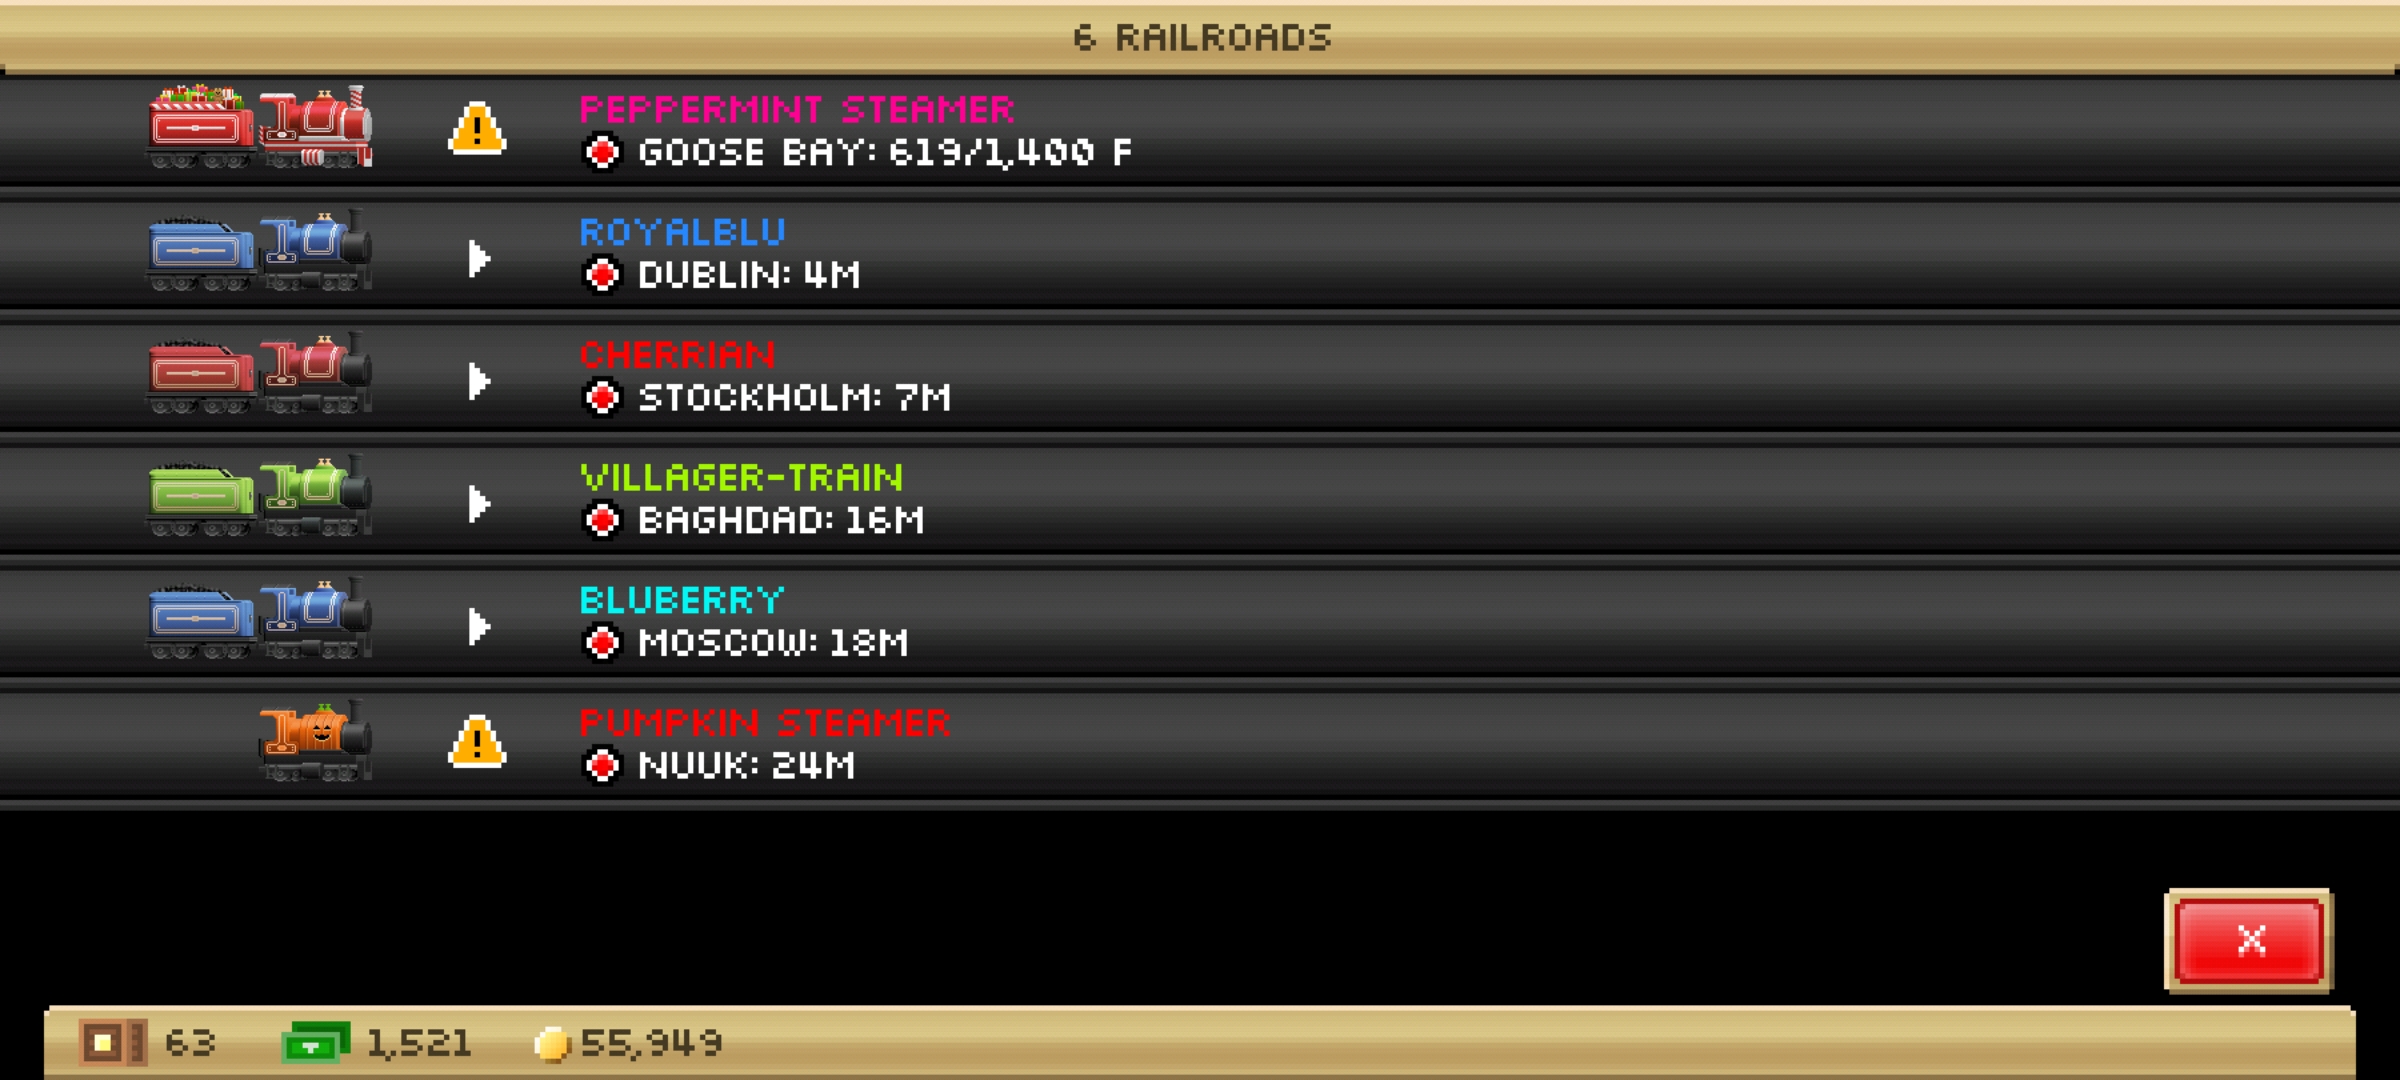 6 RAILROADS
PEPPERMINT STEAMER
GOOSE BAY: 619/1,400 F
ROYALBLU
DUBLIN: 4M
CHERRIAN
STOCKHOLM: 7M
VILLAGER-TRAIN
BAGHDAD: 16M
BLUBERRY
MOSCOW: 18M
PUMPKIN STEAMER
NUUK: 24M
X
63 1,521 55,949